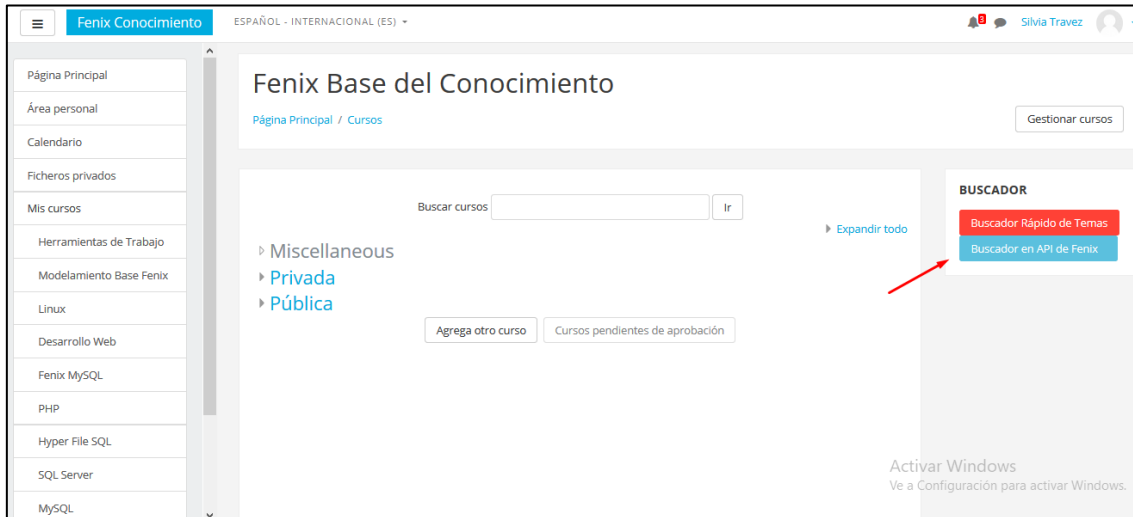 Fenix Conocimiento
ESPAÑOL - INTERNACIONAL (ES)
3
Silvia Travez
Página Principal
Área personal
Calendario
Ficheros privados
Mis cursos
Herramientas de Trabajo
Modelamiento Base Fenix
Linux
Desarrollo Web
Fenix MySQL
PHP
Hyper File SQL
SQL Server
MySQL
Fenix Base del Conocimiento
Página Principal / Cursos
Gestionar cursos
Buscar cursos
Ir
Expandir todo
Miscellaneous
Privada
Pública
Agrega otro curso
Cursos pendientes de aprobación
BUSCADOR
Buscador Rápido de Temas
Buscador en API de Fenix
Activar Windows
Ve a Configuración para activar Windows.